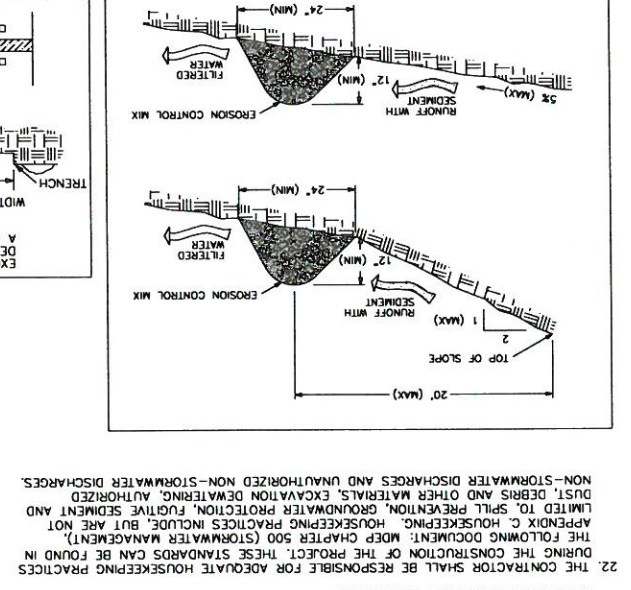 22. THE CONTRACTOR SHALL BE RESPONSIBLE FOR ADEQUATE HOUSEKEEPING PRACTICES
DURING THE CONSTRUCTION OF THE PROJECT. THESE STANDARDS CAN BE FOUND IN
THE FOLLOWING DOCUMENT: MDEP CHAPTER 500 (STORMWATER MANAGEMENT),
APPENDIX C. HOUSEKEEPING. HOUSEKEEPING PRACTICES INCLUDE, BUT ARE NOT
LIMITED TO, SPILL PREVENTION, GROUNDWATER PROTECTION, FUGITIVE SEDIMENT AND
DUST, DEBRIS AND OTHER MATERIALS, EXCAVATION DEWATERING, AUTHORIZED
NON-STORMWATER DISCHARGES AND UNAUTHORIZED NON-STORMWATER DISCHARGES.
20' (MAX)
TOP OF SLOPE
2
1 (MAX)
RUNOFF WITH
SEDIMENT
EROSION CONTROL MIX
12"
(MIN)
FILTERED
WATER
24" (MIN)
5% (MAX)
RUNOFF WITH
SEDIMENT
EROSION CONTROL MIX
12"
(MIN)
FILTERED
WATER
24" (MIN)
EXC
DE
A
WIDT
TRENCH